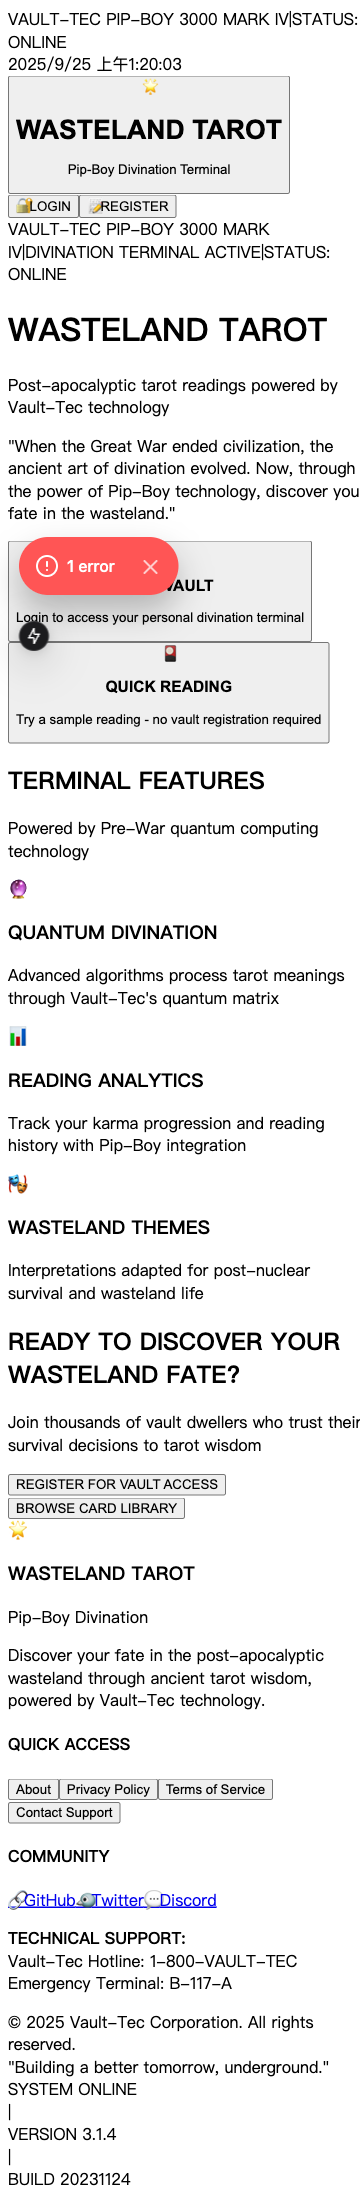 VAULT-TEC PIP-BOY 3000 MARK IV|STATUS:
ONLINE
2025/9/25 上午1:20:03
WASTELAND TAROT
Pip-Boy Divination Terminal
LOGIN REGISTER
VAULT-TEC PIP-BOY 3000 MARK
IV|DIVINATION TERMINAL ACTIVE|STATUS:
ONLINE
WASTELAND TAROT
Post-apocalyptic tarot readings powered by
Vault-Tec technology
"When the Great War ended civilization, the
ancient art of divination evolved. Now, through
the power of Pip-Boy technology, discover you
fate in the wasteland."
1 error
VAULT
Login to access your personal divination terminal
QUICK READING
Try a sample reading - no vault registration required
TERMINAL FEATURES
Powered by Pre-War quantum computing
technology
QUANTUM DIVINATION
Advanced algorithms process tarot meanings
through Vault-Tec's quantum matrix
READING ANALYTICS
Track your karma progression and reading
history with Pip-Boy integration
WASTELAND THEMES
Interpretations adapted for post-nuclear
survival and wasteland life
READY TO DISCOVER YOUR
WASTELAND FATE?
Join thousands of vault dwellers who trust their
survival decisions to tarot wisdom
REGISTER FOR VAULT ACCESS
BROWSE CARD LIBRARY
WASTELAND TAROT
Pip-Boy Divination
Discover your fate in the post-apocalyptic
wasteland through ancient tarot wisdom,
powered by Vault-Tec technology.
QUICK ACCESS
About Privacy Policy Terms of Service
Contact Support
COMMUNITY
GitHub Twitter Discord
TECHNICAL SUPPORT:
Vault-Tec Hotline: 1-800-VAULT-TEC
Emergency Terminal: B-117-A
© 2025 Vault-Tec Corporation. All rights
reserved.
"Building a better tomorrow, underground."
SYSTEM ONLINE
|
VERSION 3.1.4
|
BUILD 20231124